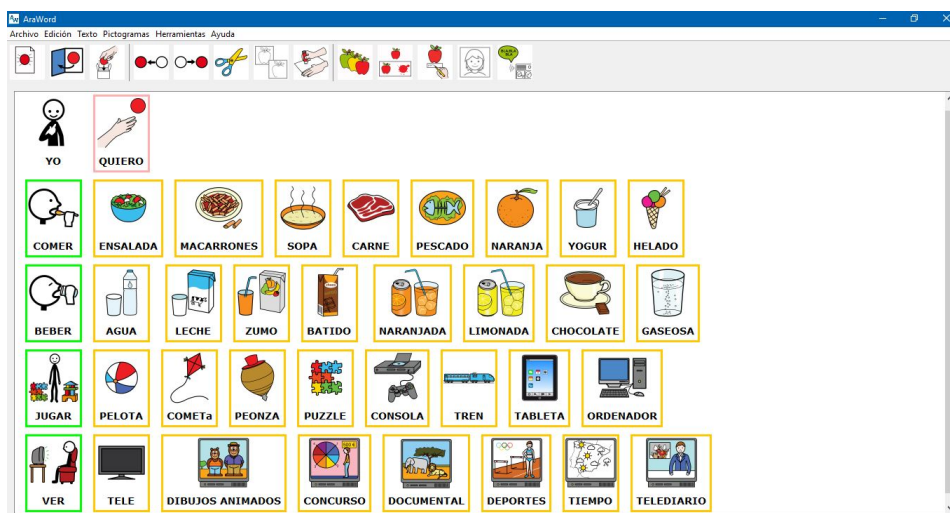 AraWord
Archivo Edición Texto Pictogramas Herramientas Ayuda
YO QUIERO
COMER ENSALADA MACARRONES SOPA CARNE PESCADO NARANJA YOGUR HELADO
BEBER AGUA LECHE ZUMO BATIDO NARANJADA LIMONADA CHOCOLATE GASEOSA
JUGAR PELOTA COMETa PEONZA PUZZLE CONSOLA TREN TABLETA ORDENADOR
VER TELE DIBUJOS ANIMADOS CONCURSO DOCUMENTAL DEPORTES TIEMPO TELEDIARIO